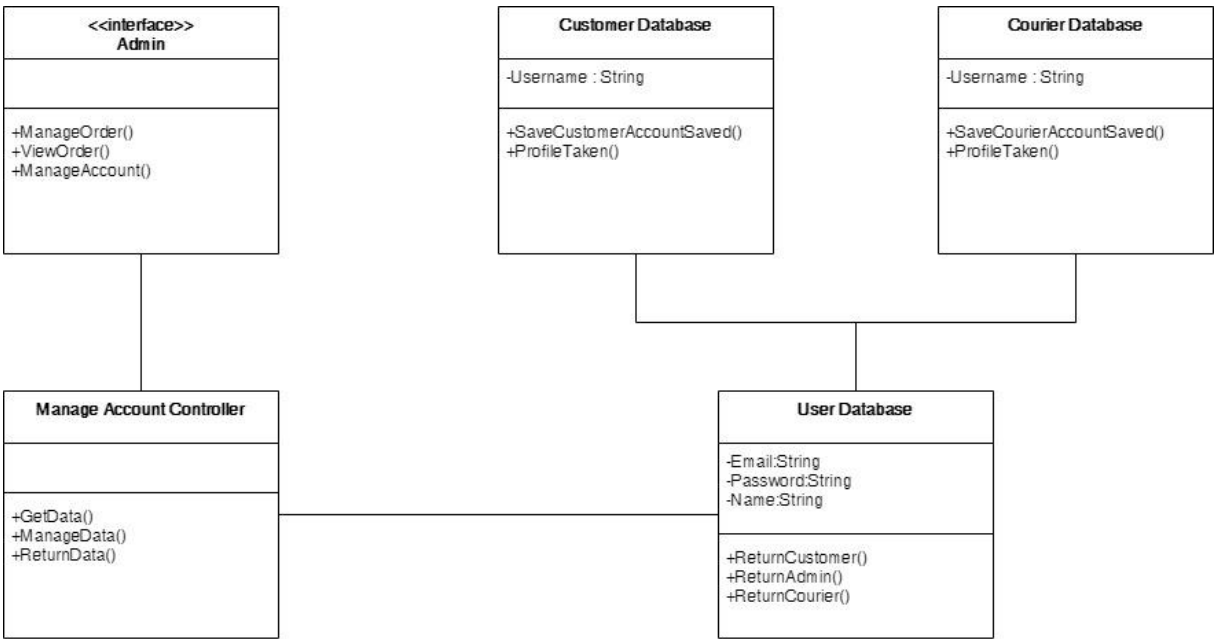 <<interface>>
Admin
+ManageOrder()
+ViewOrder()
+ManageAccount()
Customer Database
-Username : String
+SaveCustomerAccountSaved()
+ProfileTaken()
Courier Database
-Username : String
+SaveCourierAccountSaved()
+ProfileTaken()
Manage Account Controller
+GetData()
+ManageData()
+ReturnData()
User Database
-Email:String
-Password:String
-Name:String
+ReturnCustomer()
+ReturnAdmin()
+ReturnCourier()